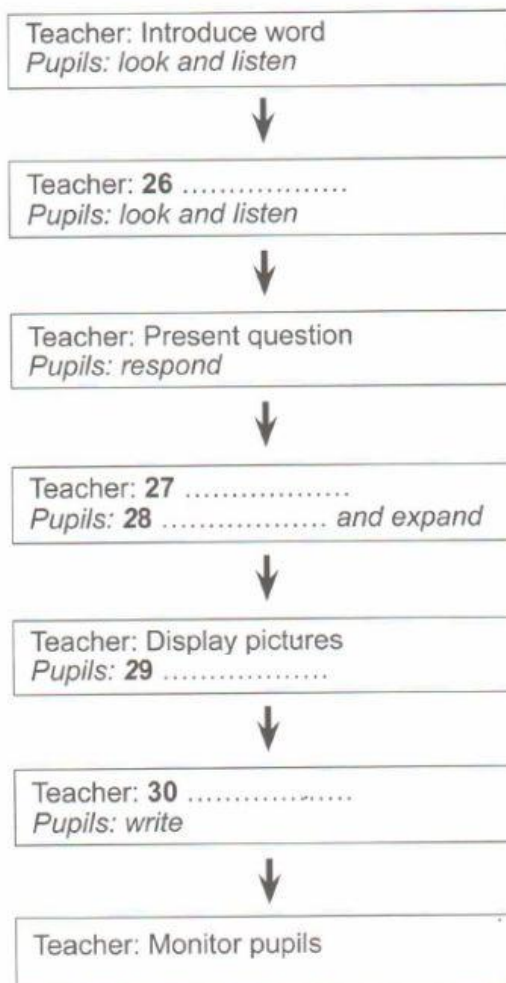 Teacher: Introduce word
Pupils: look and listen
Teacher: 26 ..................
Pupils: look and listen
Teacher: Present question
Pupils: respond
Teacher: 27 ..................
Pupils: 28 .................. and expand
Teacher: Display pictures
Pupils: 29 ..................
Teacher: 30 ..................
Pupils: write
Teacher: Monitor pupils